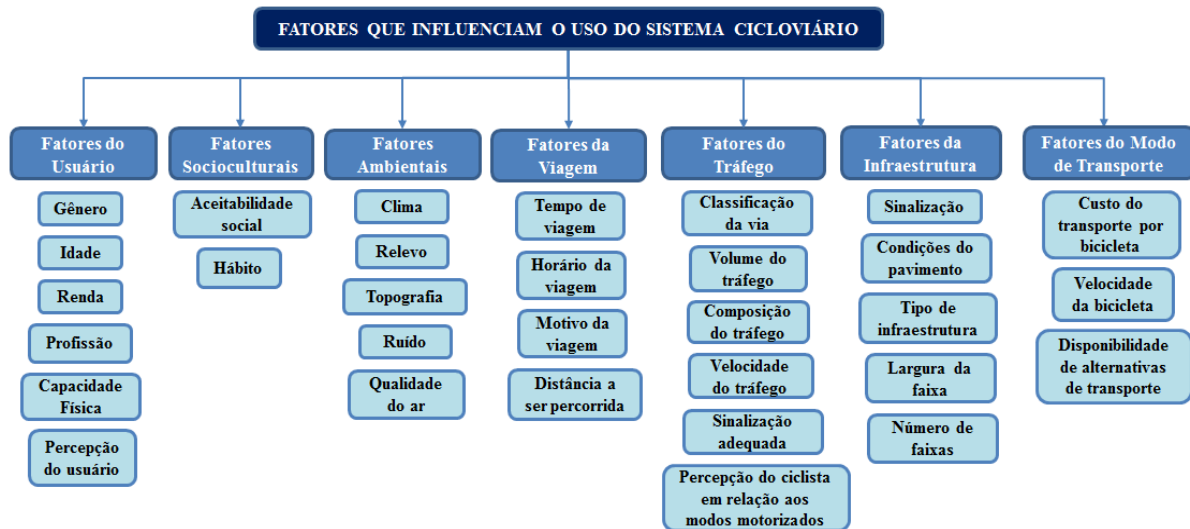 FATORES QUE INFLUENCIAM O USO DO SISTEMA CICLOVIÁRIO
Fatores do
Usuário
Gênero
Idade
Renda
Profissão
Capacidade
Física
Percepção
do usuário
Fatores
Socioculturais
Aceitabilidade
social
Hábito
Fatores
Ambientais
Clima
Relevo
Topografia
Ruído
Qualidade
do ar
Fatores da
Viagem
Tempo de
viagem
Horário da
viagem
Motivo da
viagem
Distância a
ser percorrida
Fatores do
Tráfego
Classificação
da via
Volume do
tráfego
Composição
do tráfego
Velocidade
do tráfego
Sinalização
adequada
Percepção do ciclista
em relação aos
modos motorizados
Fatores da
Infraestrutura
Sinalização
Condições do
pavimento
Tipo de
infraestrutura
Largura da
faixa
Número de
faixas
Fatores do Modo
de Transporte
Custo do
transporte por
bicicleta
Velocidade
da bicicleta
Disponibilidade
de alternativas
de transporte